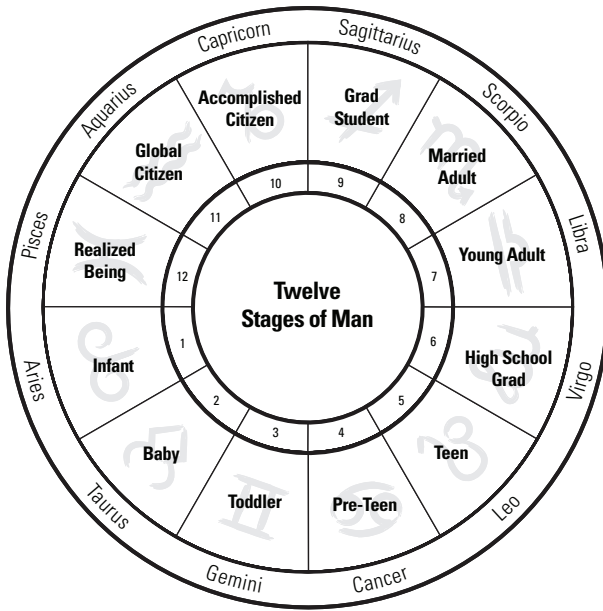 Capricorn
Sagittarius
Aquarius
Scorpio
Pisces
Libra
Aries
Virgo
Taurus
Leo
Gemini
Cancer
Accomplished
Citizen
Grad
Student
Global
Citizen
Married
Adult
Realized
Being
Young Adult
Infant
High School
Grad
Baby
Teen
Toddler
Pre-Teen
10
9
11
8
12
7
1
6
2
5
3
4
Twelve
Stages of Man